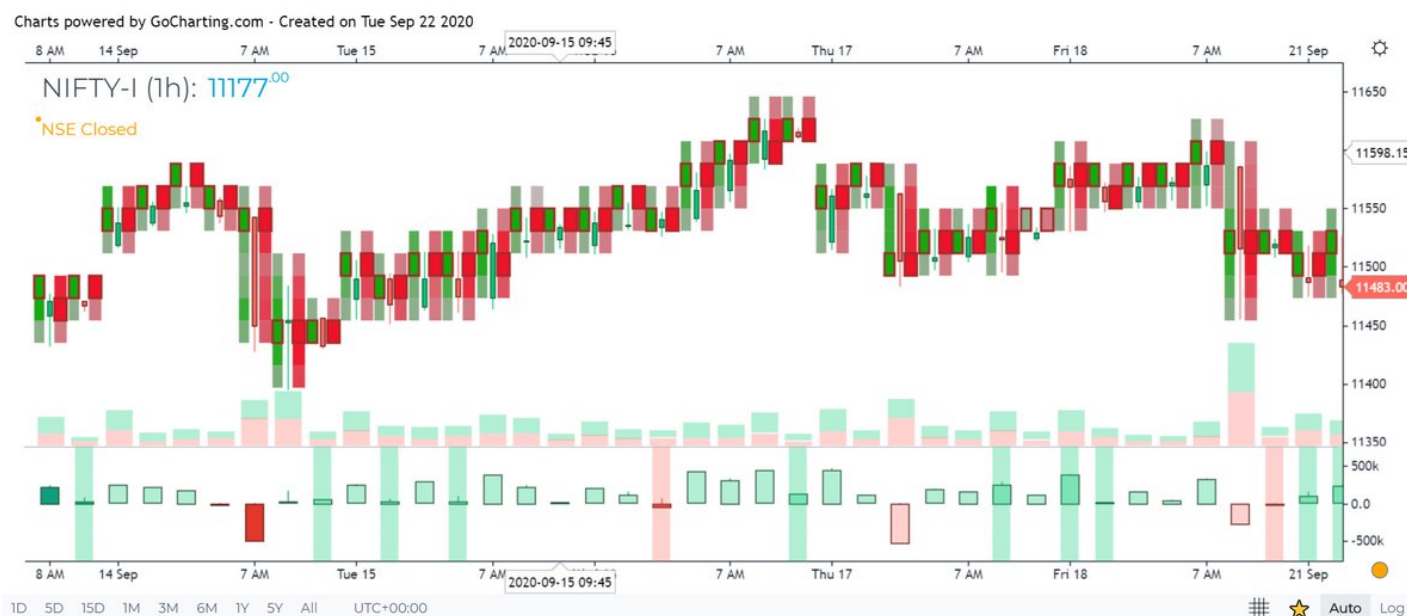 Charts powered by GoCharting.com - Created on Tue Sep 22 2020
8 AM 14 Sep 7 AM Tue 15 7 AM 2020-09-15 09:45 7 AM Thu 17 7 AM Fri 18 7 AM 21 Sep
NIFTY-I (1h): 11177.00
NSE Closed
11650
11598.15
11550
11500
11483.00
11450
11400
11350
500k
0.0
-500k
8 AM 14 Sep 7 AM Tue 15 7 AM 2020-09-15 09:45 7 AM Thu 17 7 AM Fri 18 7 AM 21 Sep
1D 5D 15D 1M 3M 6M 1Y 5Y All UTC+00:00 Auto Log